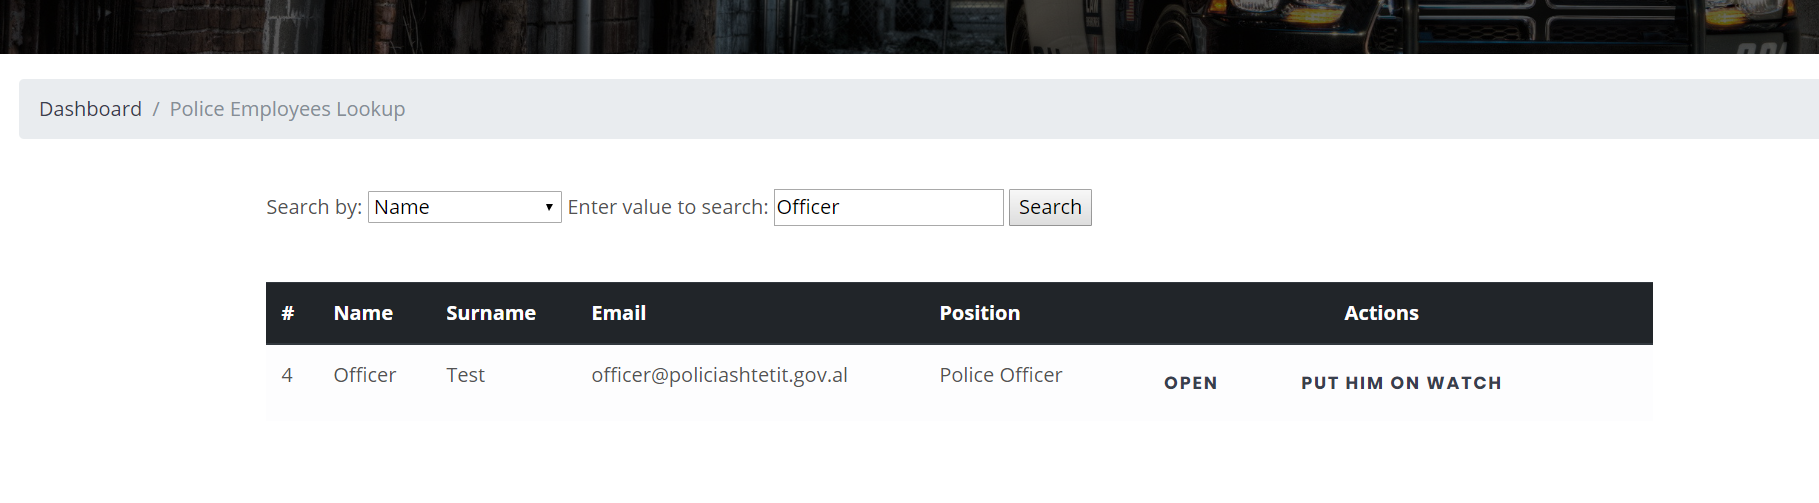 Dashboard / Police Employees Lookup
Search by: Name Enter value to search: Officer Search
# Name Surname Email Position Actions
4 Officer Test officer@policiashtetit.gov.al Police Officer OPEN PUT HIM ON WATCH